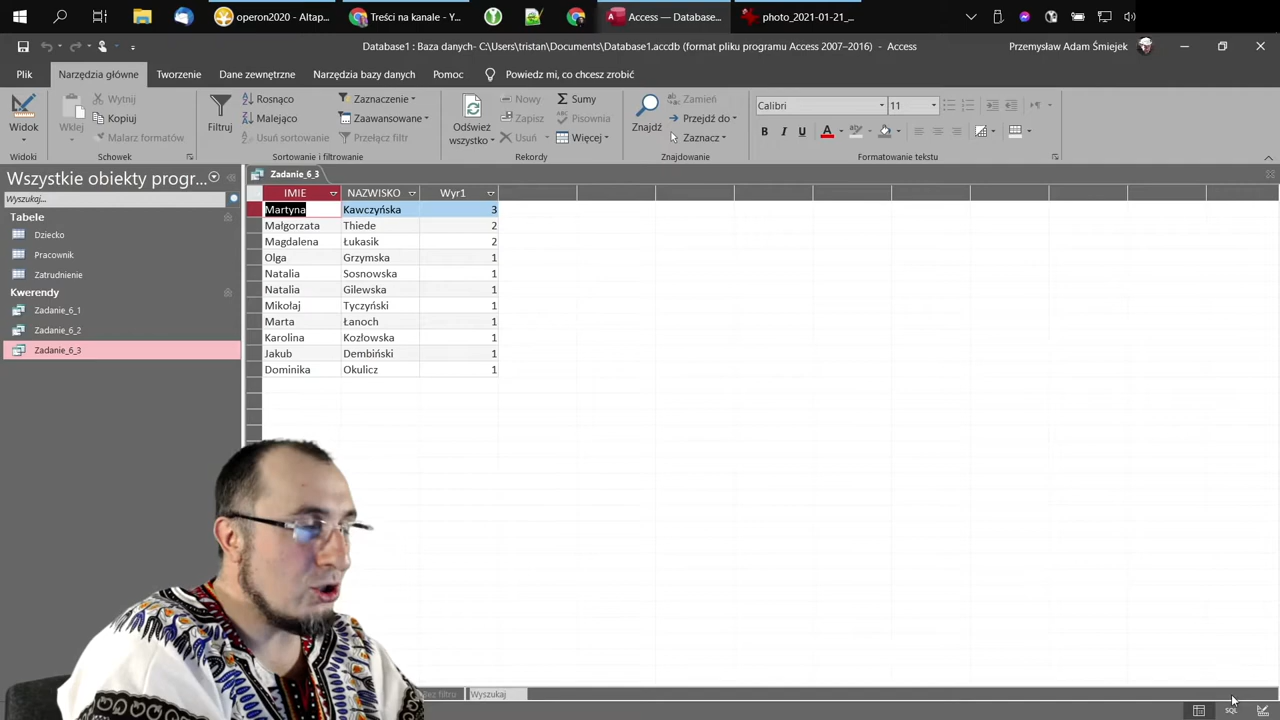 operon2020 — Altap...
Treści na kanale - Y...
Access — Database...
photo_2021-01-21_...
Database1 : Baza danych- C:\Users\tristan\Documents\Database1.accdb (format pliku programu Access 2007–2016) - Access
Przemysław Adam Śmiejek
Plik Narzędzia główne Tworzenie Dane zewnętrzne Narzędzia bazy danych Pomoc Powiedz mi, co chcesz zrobić
Widok
Widoki
Wklej
Wytnij
Kopiuj
Malarz formatów
Schowek
Filtruj
Rosnąco
Malejąco
Usuń sortowanie
Zaznaczenie
Zaawansowane
Przełącz filtr
Sortowanie i filtrowanie
Odśwież
wszystko
Nowy
Zapisz
Usuń
Sumy
Pisownia
Więcej
Rekordy
Znajdź
Zamień
Przejdź do
Zaznacz
Znajdowanie
Calibri 11
B I U A
Formatowanie tekstu
Wszystkie obiekty progr...
Wyszukaj...
Tabele
Dziecko
Pracownik
Zatrudnienie
Kwerendy
Zadanie_6_1
Zadanie_6_2
Zadanie_6_3
Zadanie_6_3
IMIE NAZWISKO Wyr1
Martyna Kawczyńska 3
Małgorzata Thiede 2
Magdalena Łukasik 2
Olga Grzymska 1
Natalia Sosnowska 1
Natalia Gilewska 1
Mikołaj Tyczyński 1
Marta Łanoch 1
Karolina Kozłowska 1
Jakub Dembiński 1
Dominika Okulicz 1
Bez filtru Wyszukaj
SQL